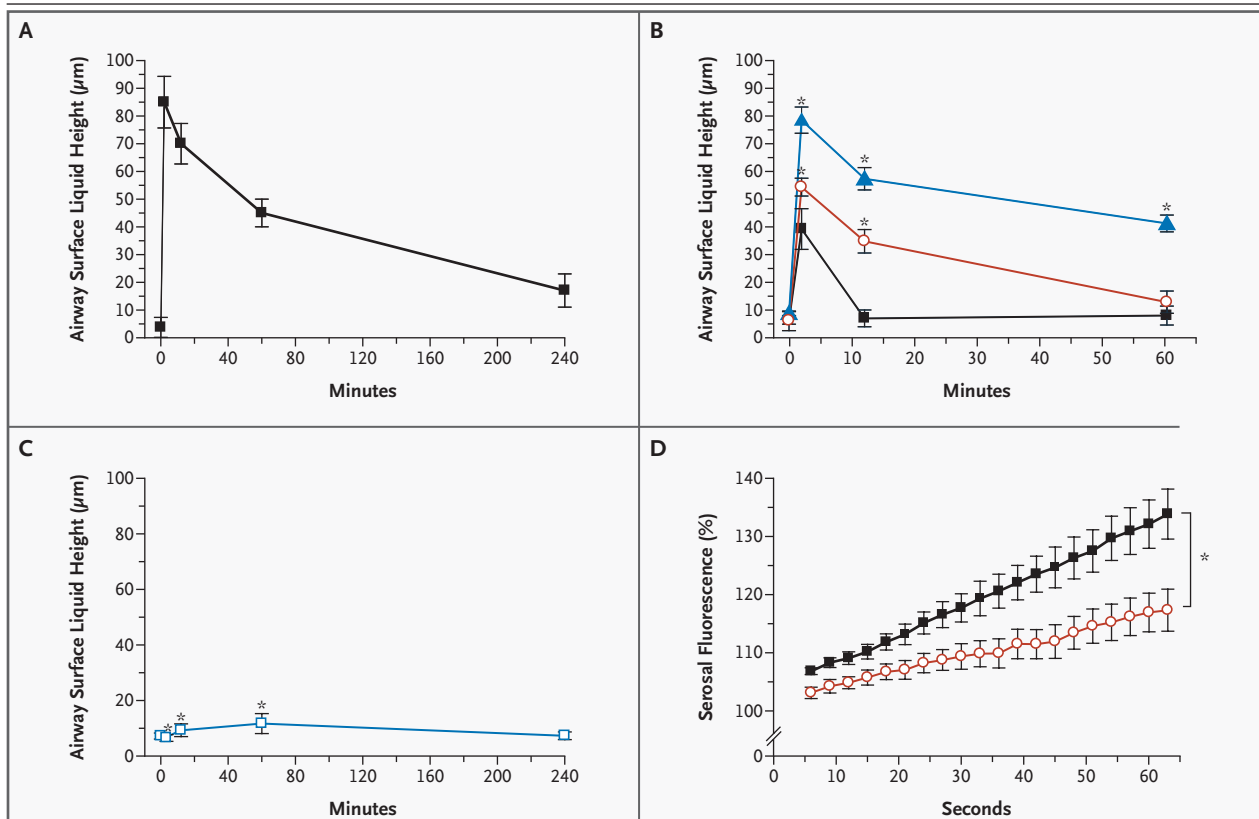 A
Airway Surface Liquid Height (µm)
100
90
80
70
60
50
40
30
20
10
0
0 40 80 120 160 200 240
Minutes
B
Airway Surface Liquid Height (µm)
100
90
80
70
60
50
40
30
20
10
0
* * * * *
0 10 20 30 40 50 60
Minutes
C
Airway Surface Liquid Height (µm)
100
80
60
40
20
0
* * *
0 40 80 120 160 200 240
Minutes
D
Serosal Fluorescence (%)
140
130
120
110
100
0
*
0 10 20 30 40 50 60
Seconds